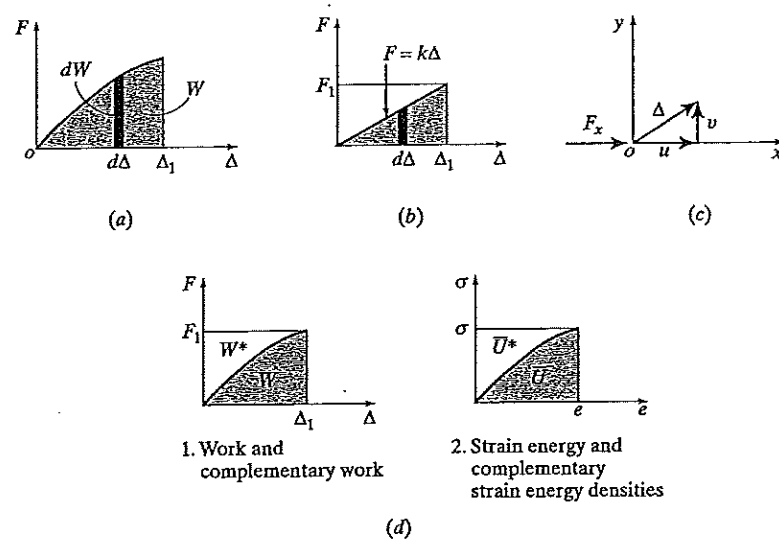 F
dW
W
o
dΔ
Δ₁
Δ
(a)
F
F = kΔ
F₁
dΔ
Δ₁
Δ
(b)
y
Δ
v
Fₓ
o
u
x
(c)
F
F₁
W*
W
Δ₁
Δ
1. Work and
complementary work
σ
σ
U̅*
U̅
e
e
2. Strain energy and
complementary
strain energy densities
(d)